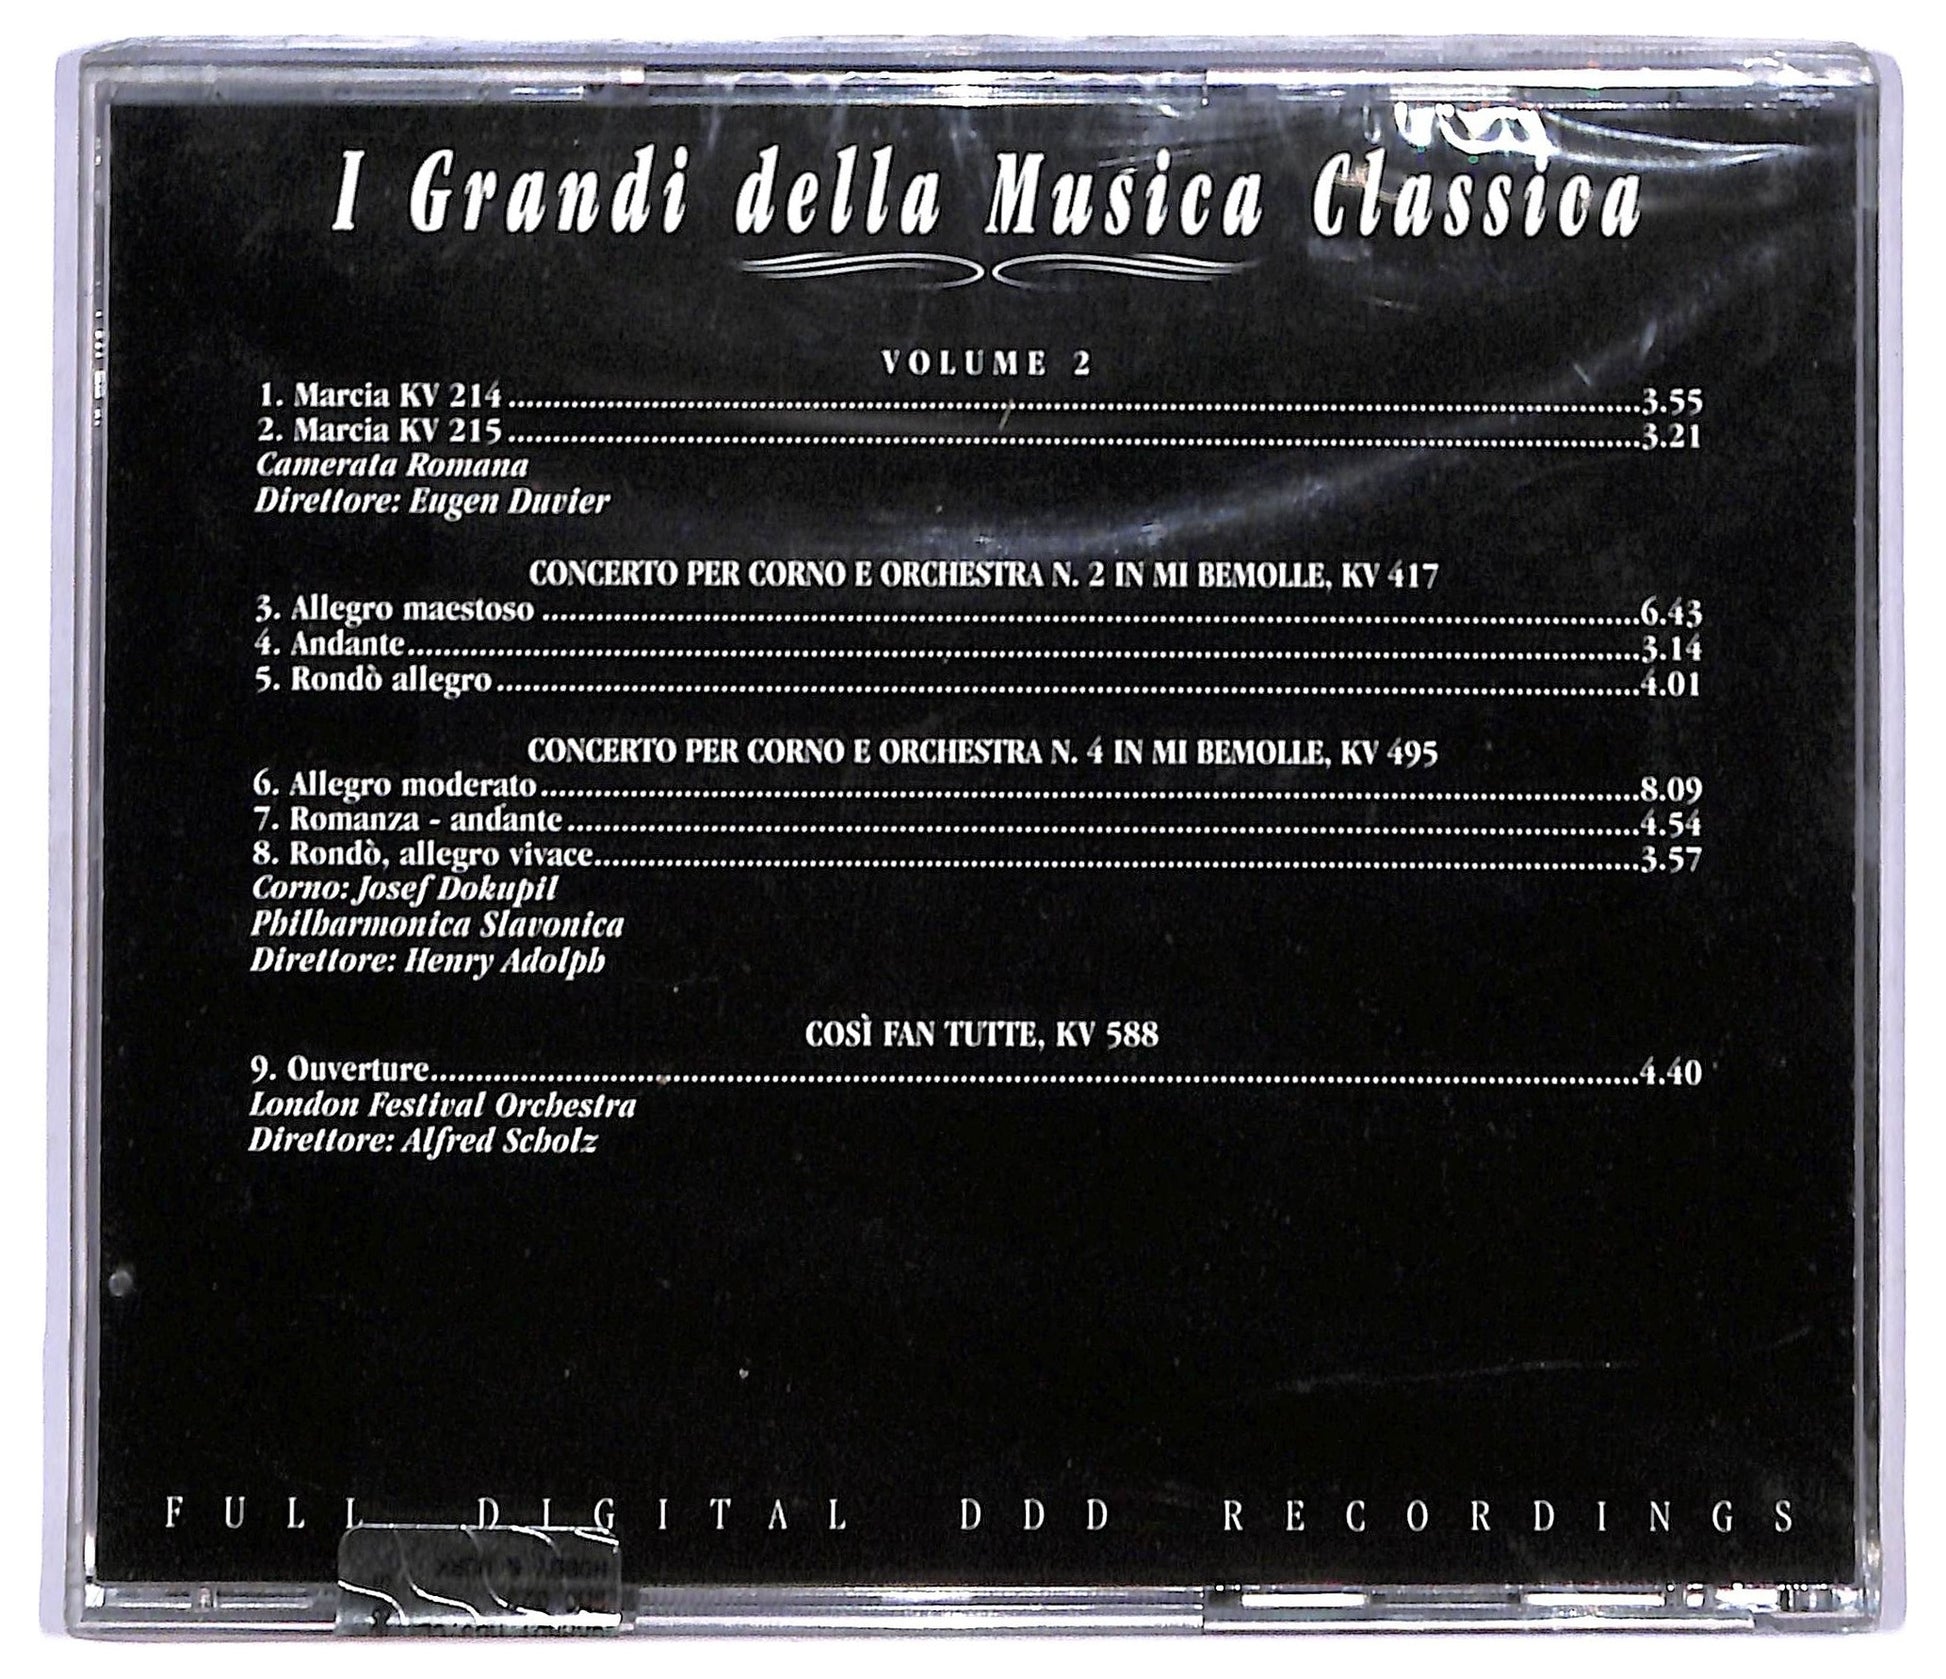 I Grandi della Musica Classica
VOLUME 2
1. Marcia KV 214........3.55
2. Marcia KV 215........3.21
Camerata Romana
Direttore: Eugen Duvier
CONCERTO PER CORNO E ORCHESTRA N. 2 IN MI BEMOLLE, KV 417
3. Allegro maestoso........6.43
4. Andante........3.14
5. Rondò allegro........4.01
CONCERTO PER CORNO E ORCHESTRA N. 4 IN MI BEMOLLE, KV 495
6. Allegro moderato........8.09
7. Romanza - andante........4.54
8. Rondò, allegro vivace........3.57
Corno: Josef Dokupil
Philharmonica Slavonica
Direttore: Henry Adolph
COSÌ FAN TUTTE, KV 588
9. Ouverture........4.40
London Festival Orchestra
Direttore: Alfred Scholz
FULL DIGITAL DDD RECORDINGS